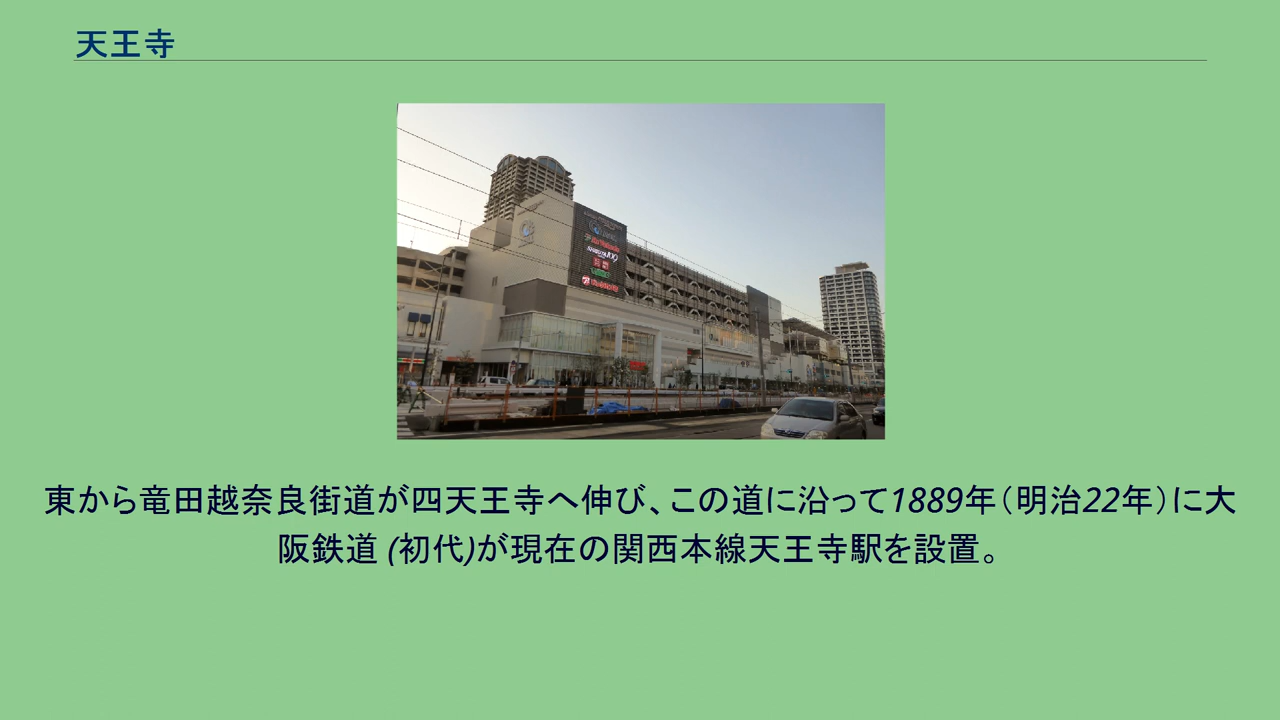 天王寺
東から竜田越奈良街道が四天王寺へ伸び、この道に沿って1889年（明治22年）に大
阪鉄道 (初代)が現在の関西本線天王寺駅を設置。